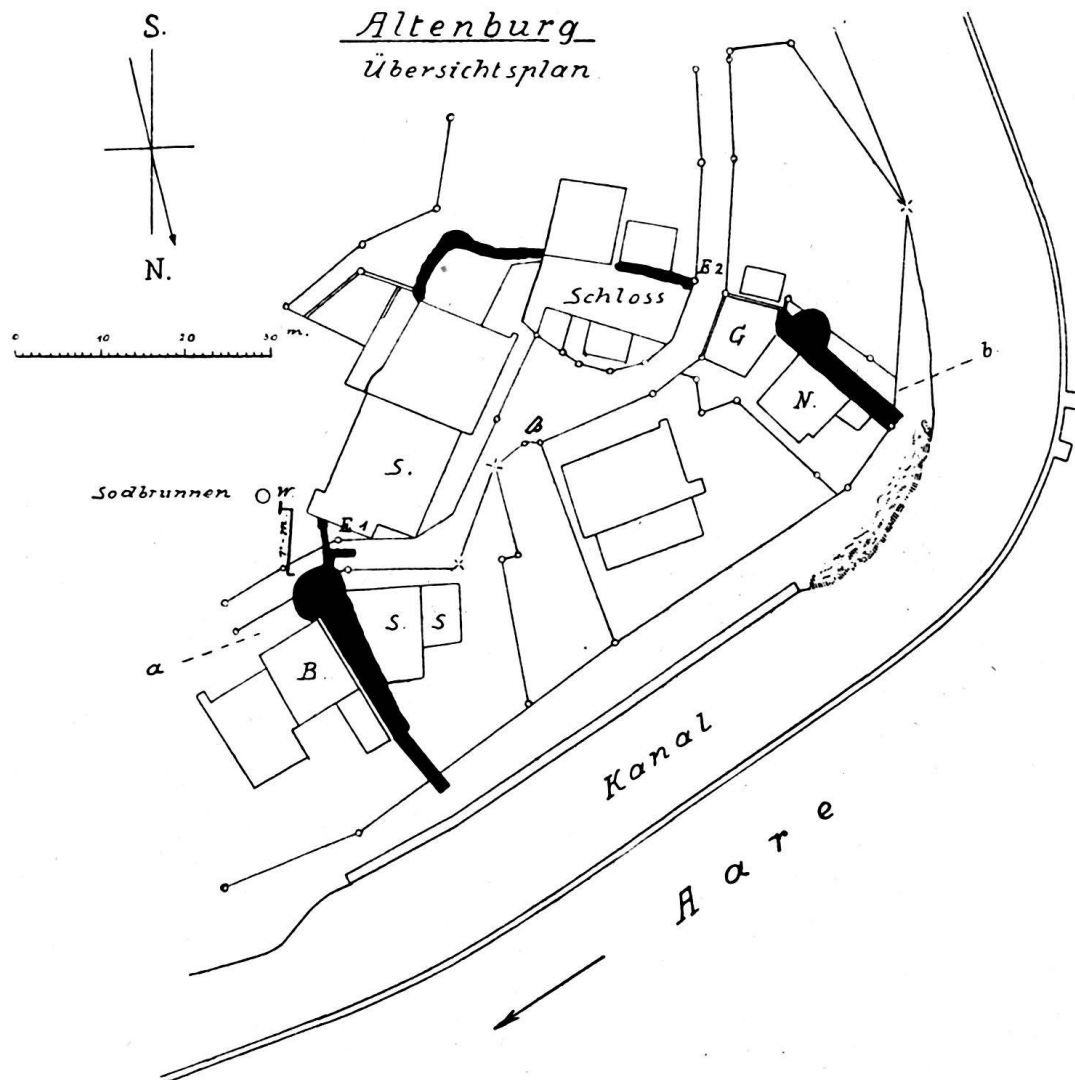 S.
Altenburg
Übersichtsplan
N.
0 10 20 30 m.
E2
Schloss
G
b
N.
B
S.
Sodbrunnen
W.
E1
r.m.
S. S
a
B.
Kanal
Aare